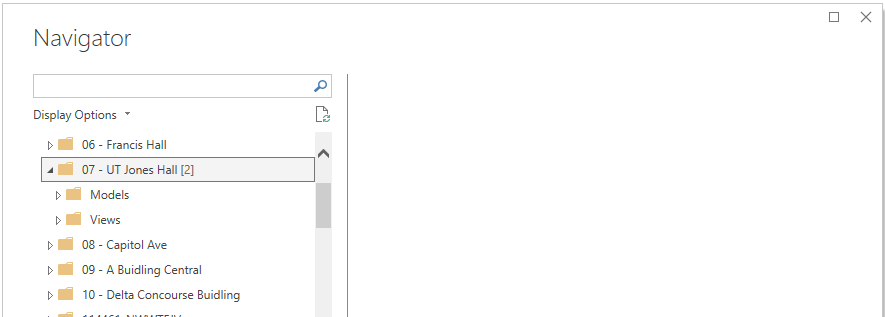 Navigator
Display Options
06 - Francis Hall
07 - UT Jones Hall [2]
Models
Views
08 - Capitol Ave
09 - A Buidling Central
10 - Delta Concourse Buidling